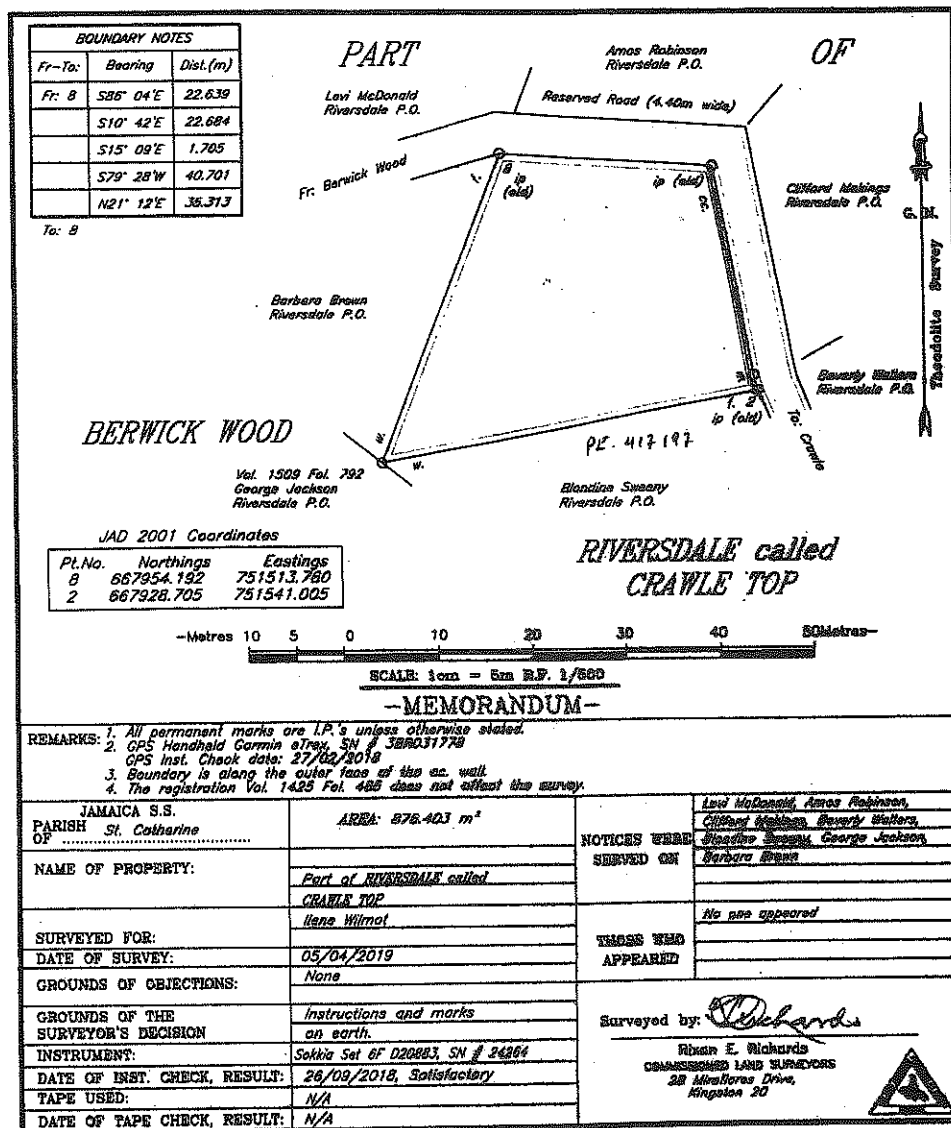 BOUNDARY NOTES
Fr-To: Bearing Dist.(m)
Fr: 8 S86° 04'E 22.639
S10° 42'E 22.684
S15° 09'E 1.705
S79° 28'W 40.701
N21° 12'E 35.313
To: 8
PART OF
Amos Robinson
Riversdale P.O.
Levi McDonald
Riversdale P.O.
Reserved Road (4.40m wide)
Fr. Berwick Wood
f.
8
ip
(old)
ip (old)
cc.
Clifford Makings
Riversdale P.O.
G. N.
Theodolite Survey
Barbara Brown
Riversdale P.O.
Beverly Walters
Riversdale P.O.
1. 2
ip (old)
To: Crawle
BERWICK WOOD
w.
w.
PE. 417197
Vol. 1509 Fol. 792
George Jackson
Riversdale P.O.
Blondine Sweeny
Riversdale P.O.
JAD 2001 Coordinates
Pt.No. Northings Eastings
8 667954.192 751513.760
2 667928.705 751541.005
RIVERSDALE called
CRAWLE TOP
-Metres 10 5 0 10 20 30 40 50Metres-
SCALE: 1cm = 5m R.F. 1/500
-MEMORANDUM-
REMARKS: 1. All permanent marks are I.P.'s unless otherwise stated.
2. GPS Handheld Garmin eTrex, SN # 38R031778
GPS Inst. Check date: 27/02/2018
3. Boundary is along the outer face of the cc. wall.
4. The registration Vol. 1425 Fol. 485 does not affect the survey.
JAMAICA S.S.
PARISH OF St. Catherine
AREA: 876.403 m²
NOTICES WERE SERVED ON
Levi McDonald, Amos Robinson,
Clifford Makings, Beverly Walters,
Blondine Sweeny, George Jackson,
Barbara Brown
NAME OF PROPERTY:
Part of RIVERSDALE called
CRAWLE TOP
SURVEYED FOR: Ilene Wilmot
THOSE WHO APPEARED
No one appeared
DATE OF SURVEY: 05/04/2019
GROUNDS OF OBJECTIONS: None
GROUNDS OF THE SURVEYOR'S DECISION
Instructions and marks
on earth.
INSTRUMENT: Sokkia Set 6F D20883, SN # 24264
DATE OF INST. CHECK, RESULT: 26/09/2018, Satisfactory
TAPE USED: N/A
DATE OF TAPE CHECK, RESULT: N/A
Surveyed by: Richards
Rixon E. Richards
COMMISSIONED LAND SURVEYORS
28 Miraflores Drive,
Kingston 20